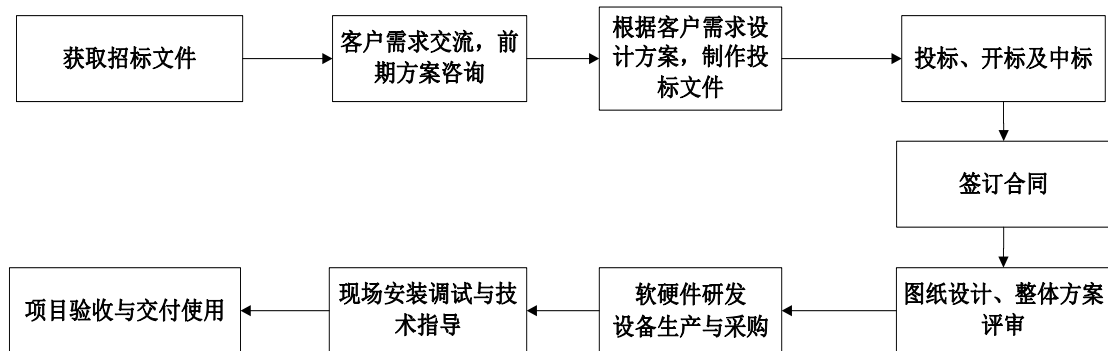 获取招标文件
客户需求交流，前
期方案咨询
根据客户需求设
计方案，制作投
标文件
投标、开标及中标
签订合同
图纸设计、整体方案
评审
软硬件研发
设备生产与采购
现场安装调试与技
术指导
项目验收与交付使用